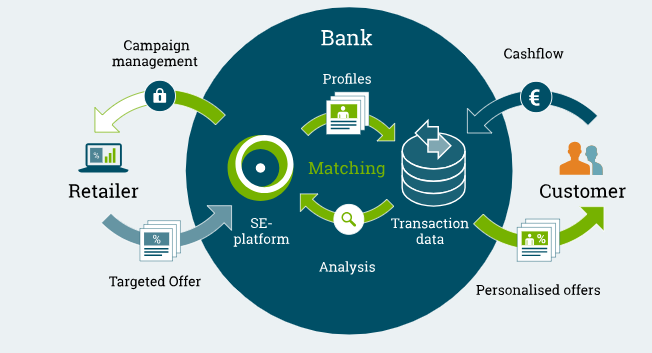 Bank
Campaign
management
Cashflow
Profiles
€
%
Matching
Retailer
Customer
SE-
platform
Transaction
data
%
%
Analysis
Targeted Offer
Personalised offers